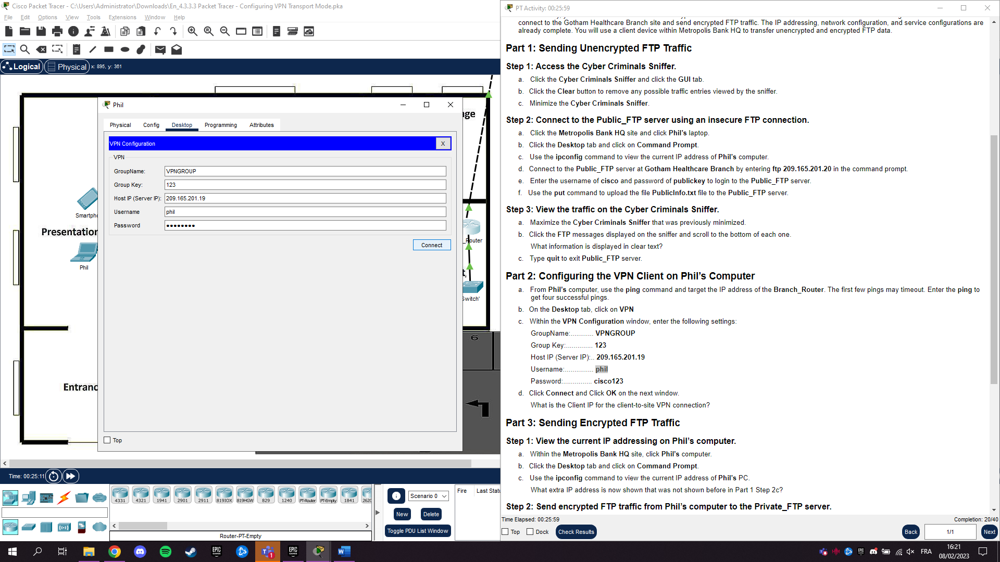 Cisco Packet Tracer - C:\Users\Administrator\Downloads\En_4.3.3.3 Packet Tracer - Configuring VPN Transport Mode.pka
File Edit Options View Tools Extensions Window Help
Logical Physical x: 895, y: 361
age
Smartpho
Presentation
Phil
_Router
t,
Switch'
6
Entranc
Phil
Physical Config Desktop Programming Attributes
VPN Configuration X
VPN
GroupName: VPNGROUP
Group Key: 123
Host IP (Server IP): 209.165.201.19
Username phil
Password ●●●●●●●●
Connect
Top
Time: 00:25:11
4331 4321 1941 2901 2911 819IOX 819HGW 829 1240 PT-Router PT-Empty 1841 2620
Router-PT-Empty
Scenario 0
New Delete
Toggle PDU List Window
Fire Last Statu
PT Activity: 00:25:59
connect to the Gotham Healthcare Branch site and send encrypted FTP traffic. The IP addressing, network configuration, and service configurations are
already complete. You will use a client device within Metropolis Bank HQ to transfer unencrypted and encrypted FTP data.
Part 1: Sending Unencrypted FTP Traffic
Step 1: Access the Cyber Criminals Sniffer.
a. Click the Cyber Criminals Sniffer and click the GUI tab.
b. Click the Clear button to remove any possible traffic entries viewed by the sniffer.
c. Minimize the Cyber Criminals Sniffer.
Step 2: Connect to the Public_FTP server using an insecure FTP connection.
a. Click the Metropolis Bank HQ site and click Phil's laptop.
b. Click the Desktop tab and click on Command Prompt.
c. Use the ipconfig command to view the current IP address of Phil's computer.
d. Connect to the Public_FTP server at Gotham Healthcare Branch by entering ftp 209.165.201.20 in the command prompt.
e. Enter the username of cisco and password of publickey to login to the Public_FTP server.
f. Use the put command to upload the file PublicInfo.txt file to the Public_FTP server.
Step 3: View the traffic on the Cyber Criminals Sniffer.
a. Maximize the Cyber Criminals Sniffer that was previously minimized.
b. Click the FTP messages displayed on the sniffer and scroll to the bottom of each one.
What information is displayed in clear text?
c. Type quit to exit Public_FTP server.
Part 2: Configuring the VPN Client on Phil's Computer
a. From Phil's computer, use the ping command and target the IP address of the Branch_Router. The first few pings may timeout. Enter the ping to
get four successful pings.
b. On the Desktop tab, click on VPN
c. Within the VPN Configuration window, enter the following settings:
GroupName:............ VPNGROUP
Group Key:.............. 123
Host IP (Server IP):.. 209.165.201.19
Username:............... phil
Password:............... cisco123
d. Click Connect and Click OK on the next window.
What is the Client IP for the client-to-site VPN connection?
Part 3: Sending Encrypted FTP Traffic
Step 1: View the current IP addressing on Phil's computer.
a. Within the Metropolis Bank HQ site, click Phil's computer.
b. Click the Desktop tab and click on Command Prompt.
c. Use the ipconfig command to view the current IP address of Phil's PC.
What extra IP address is now shown that was not shown before in Part 1 Step 2c?
Step 2: Send encrypted FTP traffic from Phil's computer to the Private_FTP server.
Time Elapsed: 00:25:59 Completion: 20/40
Top Dock Check Results Back 1/1 Next
EPIC GAMES
T 1
EPIC GAMES
W
FRA 16:21
08/02/2023